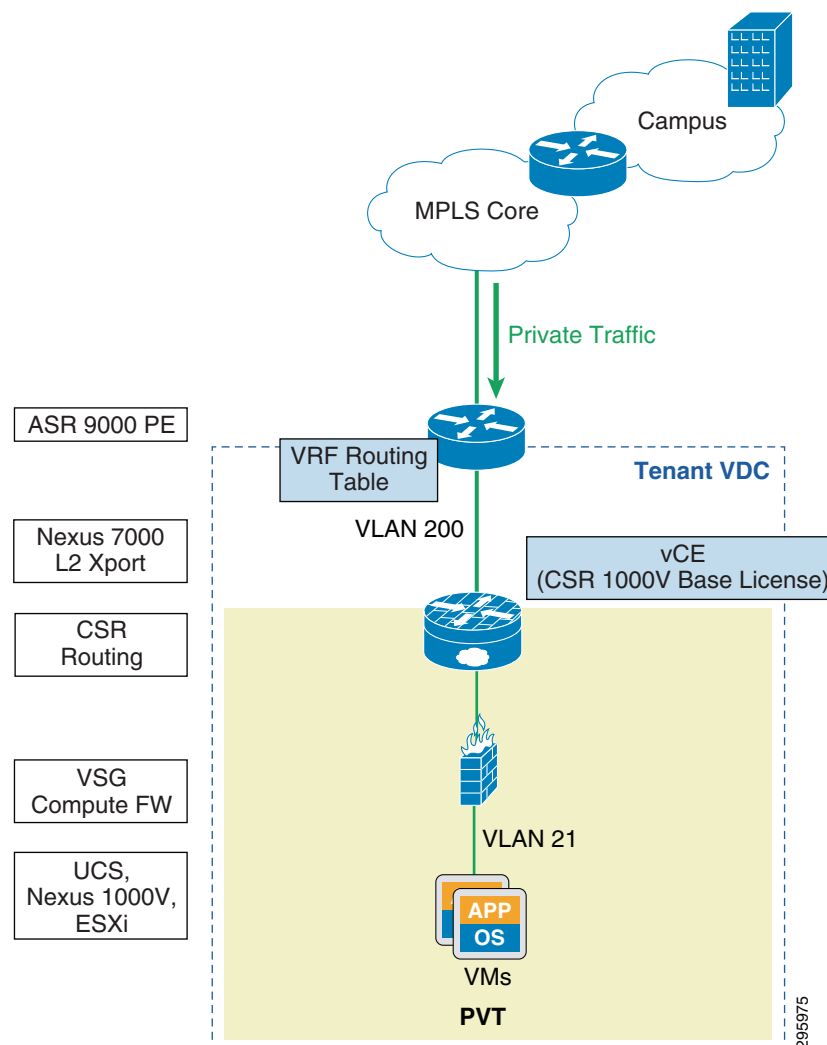 Campus
MPLS Core
Private Traffic
ASR 9000 PE
VRF Routing
Table
Tenant VDC
VLAN 200
Nexus 7000
L2 Xport
vCE
(CSR 1000V Base License)
CSR
Routing
VSG
Compute FW
VLAN 21
UCS,
Nexus 1000V,
ESXi
APP
OS
VMs
PVT
295975